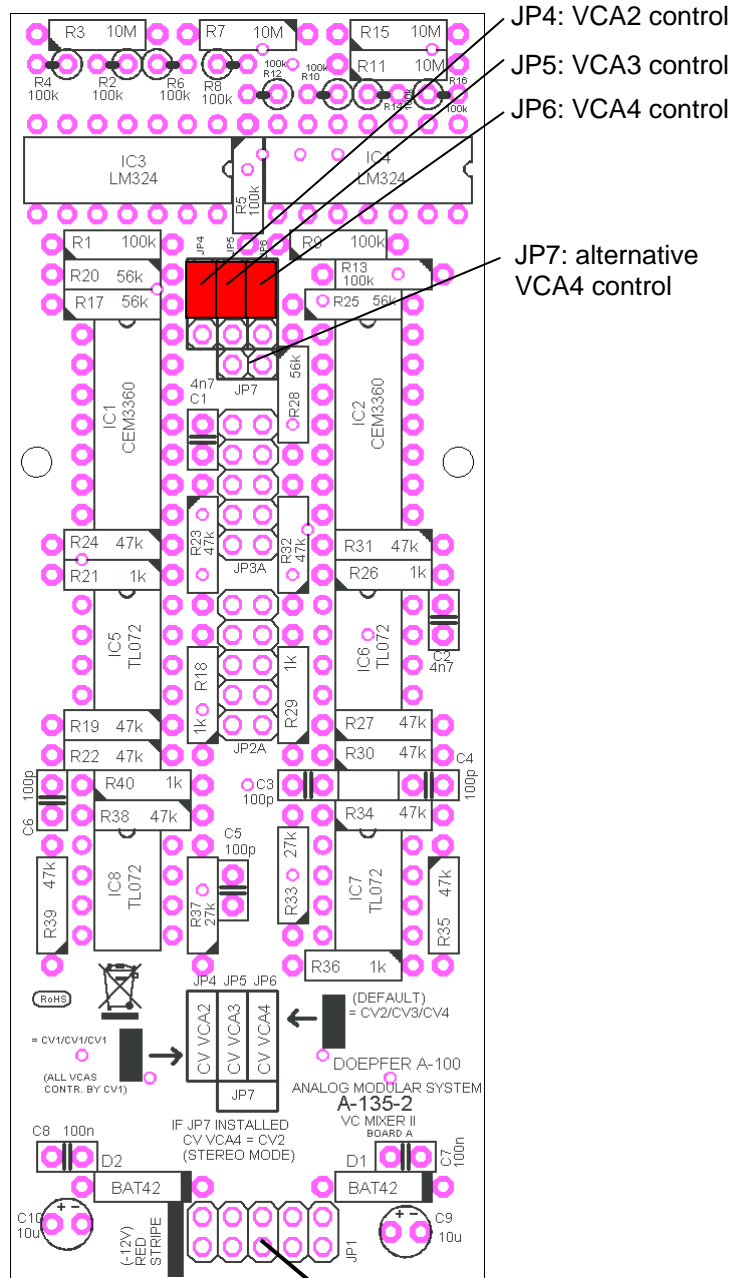 JP4: VCA2 control
JP5: VCA3 control
JP6: VCA4 control
JP7: alternative
VCA4 control
R3 10M
R7 10M
R15 10M
R11 10M
R4
100k
R2
100k
R6
100k
R8
100k
100k
R12
100k
R10
R14
100k
R16
100k
IC3
LM324
IC4
LM324
R5
100k
R1 100k
JP4
JP5
JP6
R9 100k
R20 56k
R13
100k
R17 56k
R25 56k
IC1
CEM3360
4n7
C1
JP7
R28 56k
IC2
CEM3360
R23
47k
R32
47k
R24 47k
R21 1k
JP3A
R31 47k
R26 1k
IC5
TL072
R18
1k
R29
1k
IC6
TL072
C2
4n7
R19 47k
R22 47k
JP2A
R27 47k
R30 47k
100p
C6
R40 1k
R38 47k
C3
100p
C4
100p
R34 47k
C5
100p
R39 47k
IC8
TL072
R37
27k
R33 27k
IC7
TL072
R35 47k
R36 1k
RoHS
JP4 JP5 JP6
CV VCA2
CV VCA3
CV VCA4
JP7
(DEFAULT)
= CV2/CV3/CV4
= CV1/CV1/CV1
(ALL VCAS
CONTR. BY CV1)
DOEPFER A-100
ANALOG MODULAR SYSTEM
A-135-2
VC MIXER II
BOARD A
IF JP7 INSTALLED
CV VCA4 = CV2
(STEREO MODE)
C8 100n
D2
BAT42
D1
C7
100n
BAT42
C10
10u
+ -
(-12V)
RED
STRIPE
JP1
+ -
C9
10u